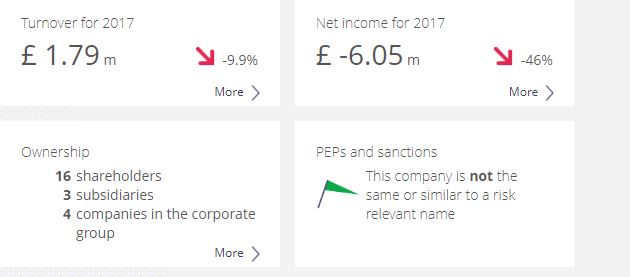 Turnover for 2017
£ 1.79 m
-9.9%
More
Net income for 2017
£ -6.05 m
-46%
More
Ownership
16 shareholders
3 subsidiaries
4 companies in the corporate
group
More
PEPs and sanctions
This company is not the
same or similar to a risk
relevant name